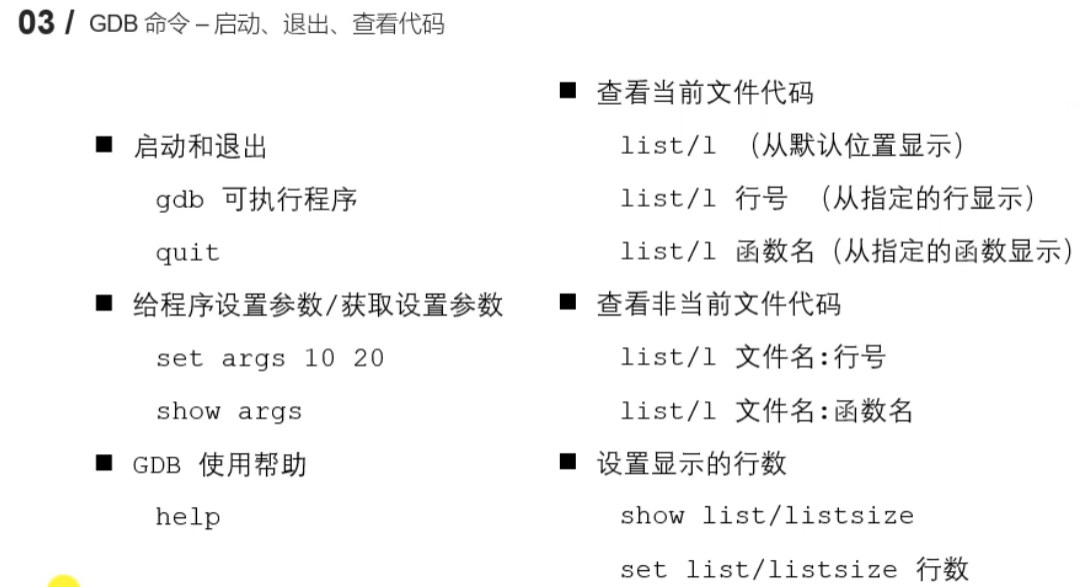 03 / GDB 命令 – 启动、退出、查看代码
■ 启动和退出
gdb 可执行程序
quit
■ 给程序设置参数/获取设置参数
set args 10 20
show args
■ GDB 使用帮助
help
■ 查看当前文件代码
list/l （从默认位置显示）
list/l 行号 （从指定的行显示）
list/l 函数名（从指定的函数显示）
■ 查看非当前文件代码
list/l 文件名:行号
list/l 文件名:函数名
■ 设置显示的行数
show list/listsize
set list/listsize 行数